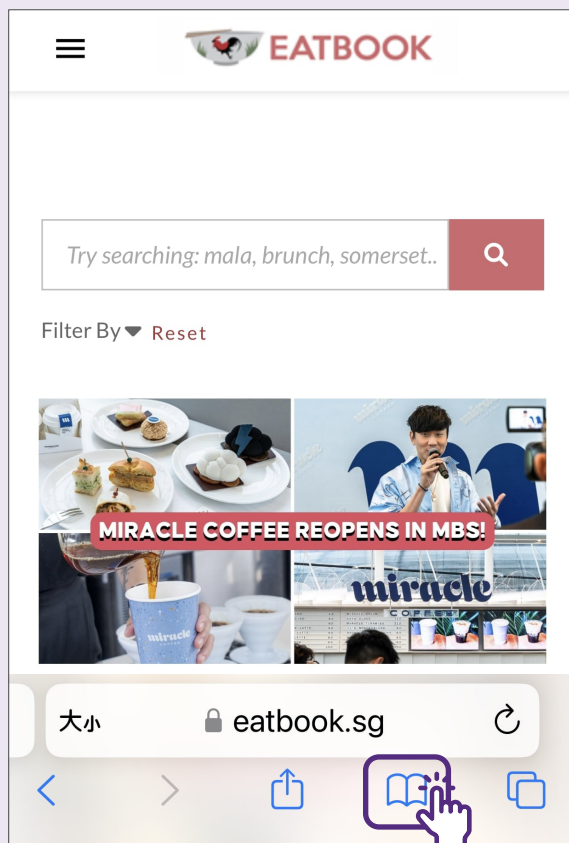 EATBOOK
Try searching: mala, brunch, somerset..
Filter By Reset
MIRACLE COFFEE REOPENS IN MBS!
miracle
miracle
COFFEE
大小 eatbook.sg